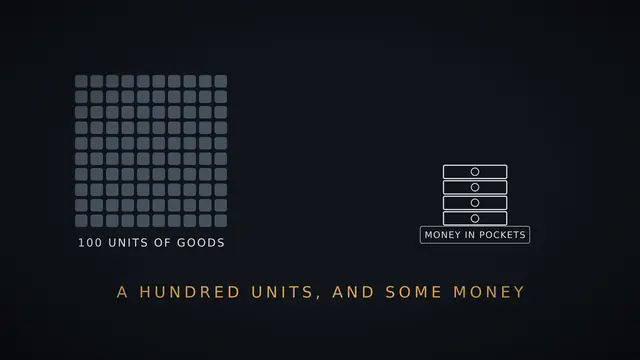 100 UNITS OF GOODS
MONEY IN POCKETS
A HUNDRED UNITS, AND SOME MONEY